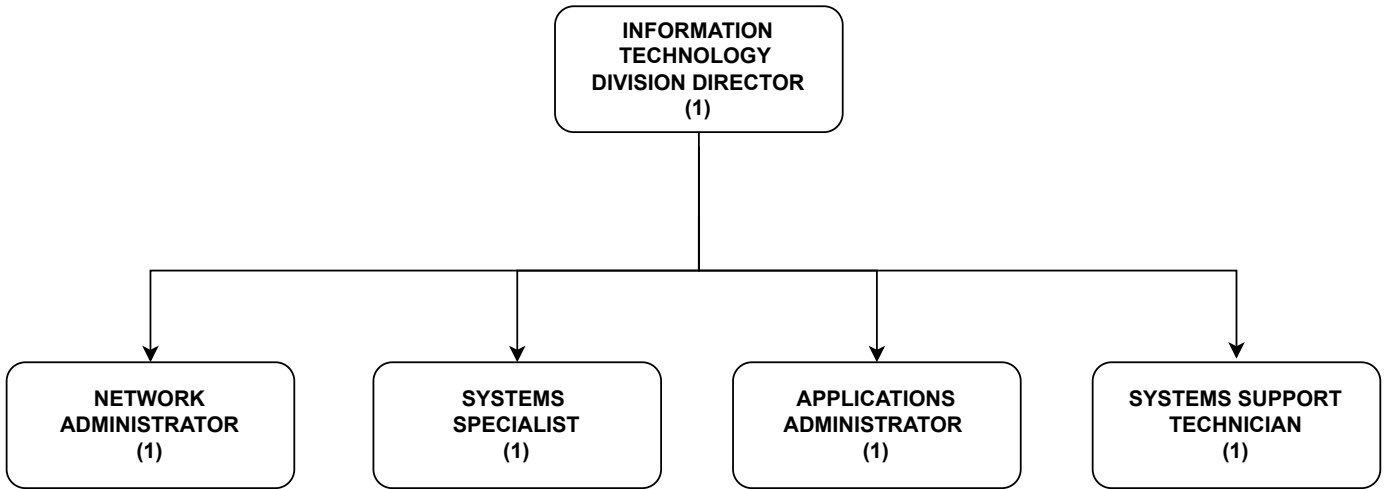 INFORMATION
TECHNOLOGY
DIVISION DIRECTOR
(1)
NETWORK
ADMINISTRATOR
(1)
SYSTEMS
SPECIALIST
(1)
APPLICATIONS
ADMINISTRATOR
(1)
SYSTEMS SUPPORT
TECHNICIAN
(1)